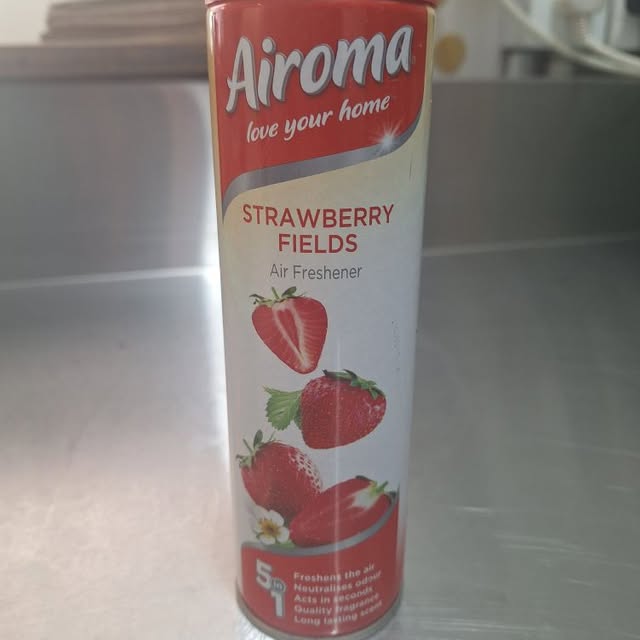 Airoma
love your home
STRAWBERRY
FIELDS
Air Freshener
5 in 1
Freshens the air
Neutralises odour
Acts in seconds
Quality fragrance
Long lasting scent